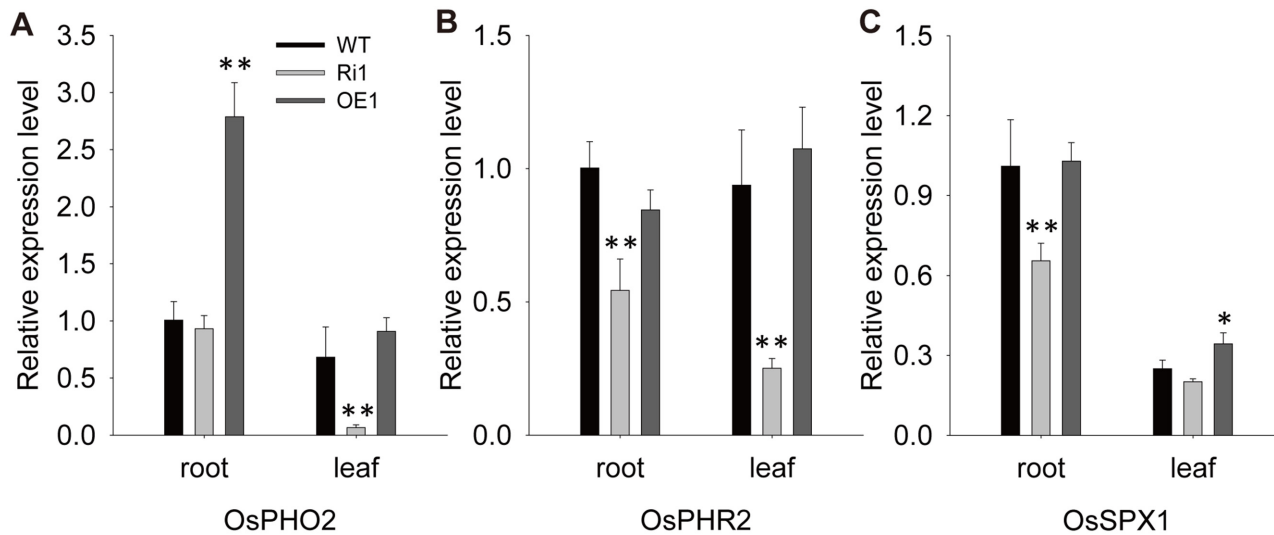 A
Relative expression level
3.5
3.0
2.5
2.0
1.5
1.0
0.5
0.0
WT
Ri1
OE1
**
**
root
leaf
OsPHO2
B
Relative expression level
1.5
1.0
0.5
0.0
**
**
root
leaf
OsPHR2
C
Relative expression level
1.5
1.2
0.9
0.6
0.3
0.0
**
*
root
leaf
OsSPX1